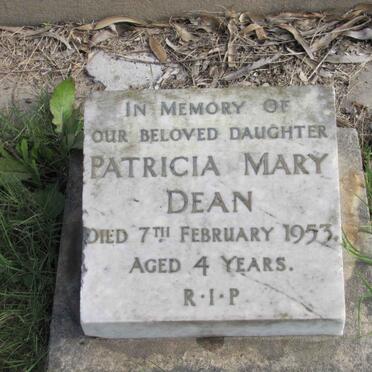 In Memory Of
our beloved daughter
Patricia Mary
Dean
died 7th February 1953.
Aged 4 Years.
R·I·P